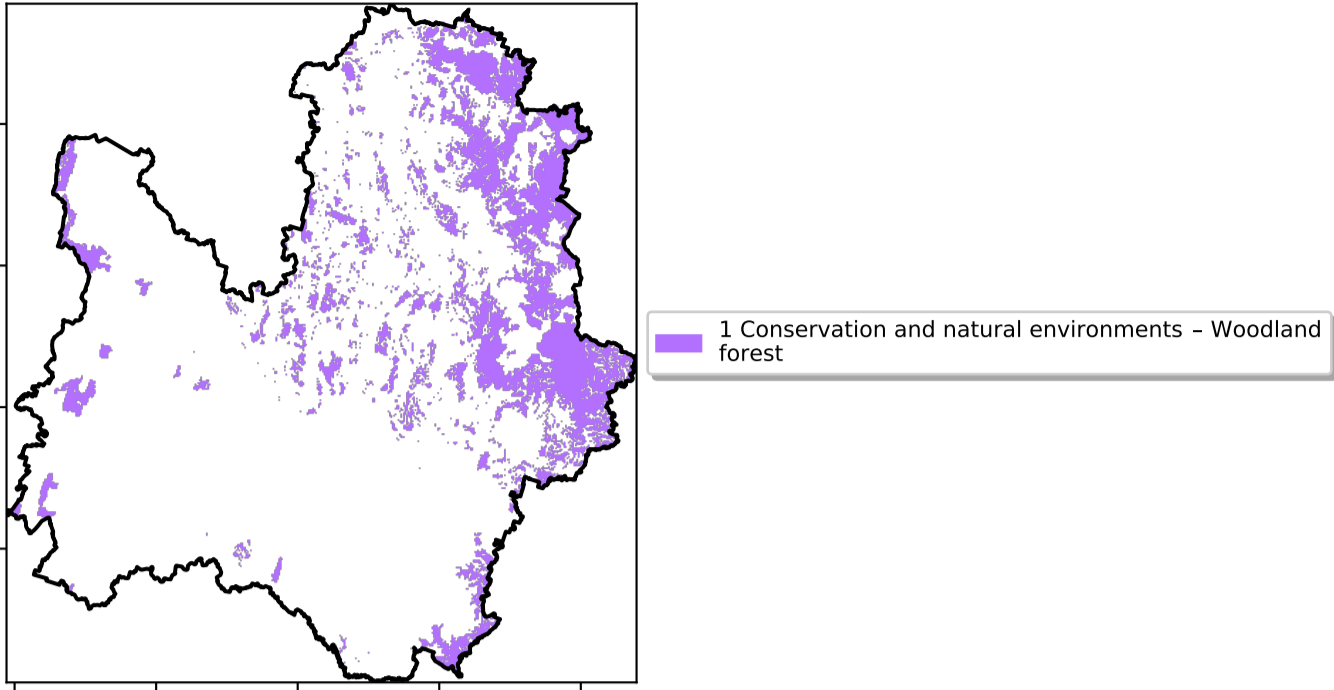 1 Conservation and natural environments – Woodland
forest